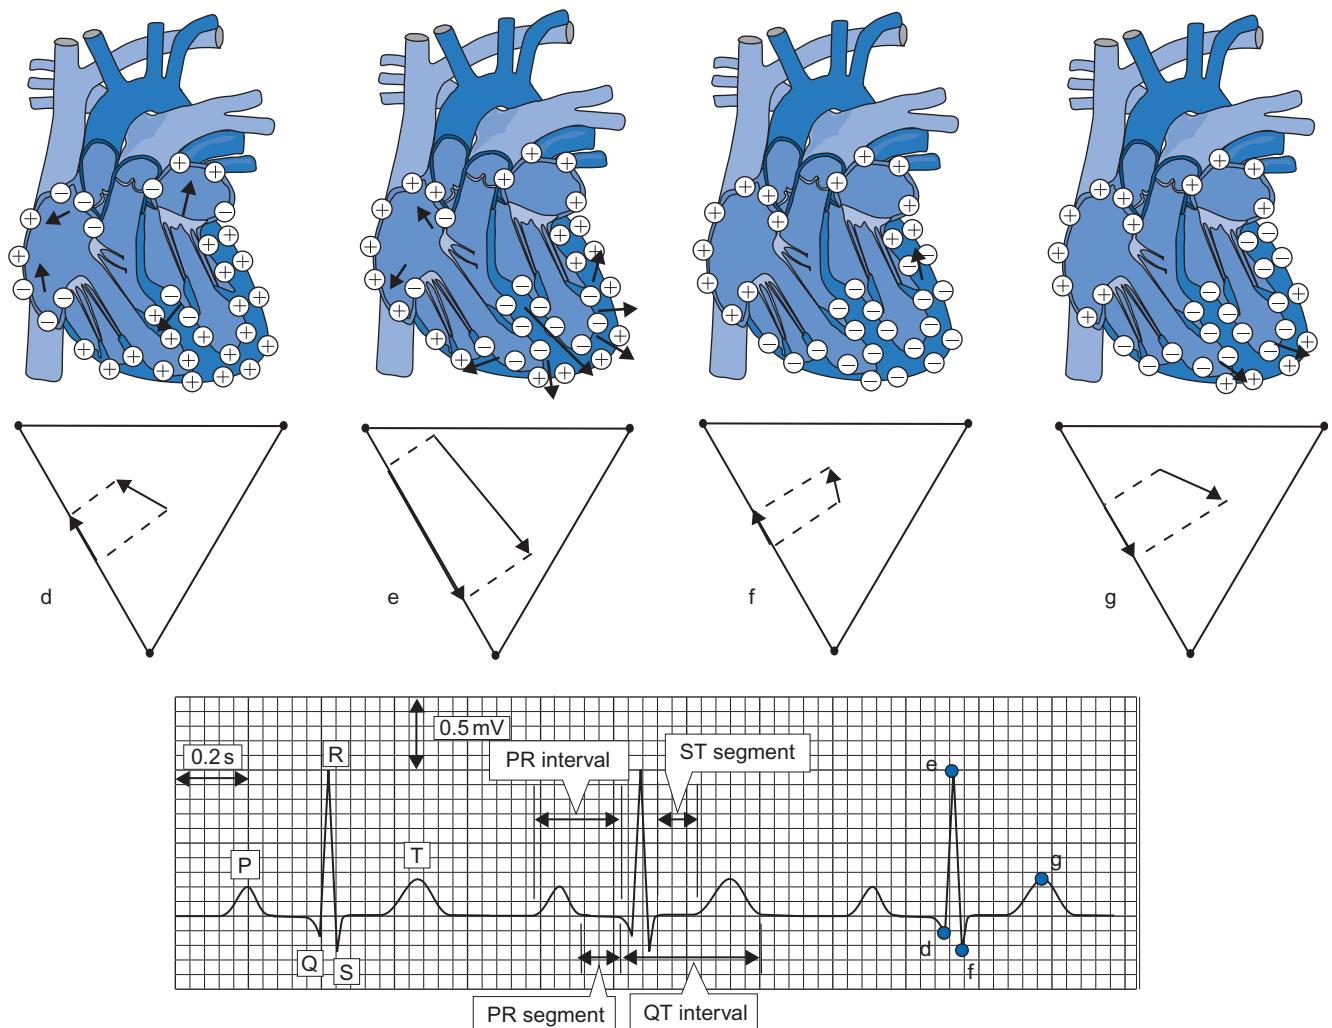 d
e
f
g
0.5 mV
0.2 s
R
PR interval
ST segment
e
P
T
g
Q
S
d
f
PR segment
QT interval